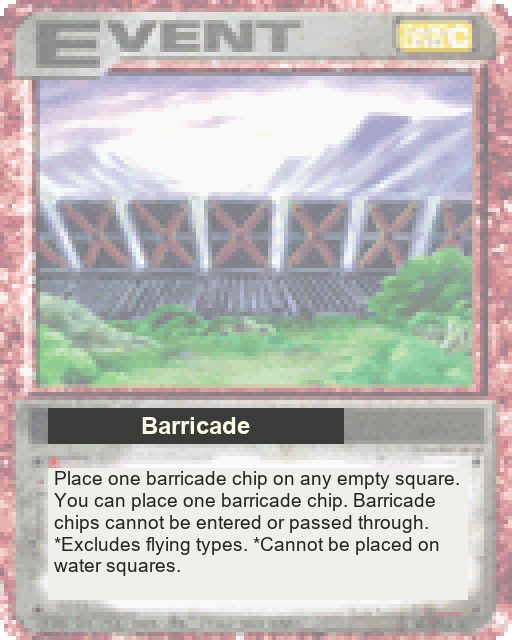 EVENT
C
Barricade
Place one barricade chip on any empty square.
You can place one barricade chip. Barricade
chips cannot be entered or passed through.
*Excludes flying types. *Cannot be placed on
water squares.